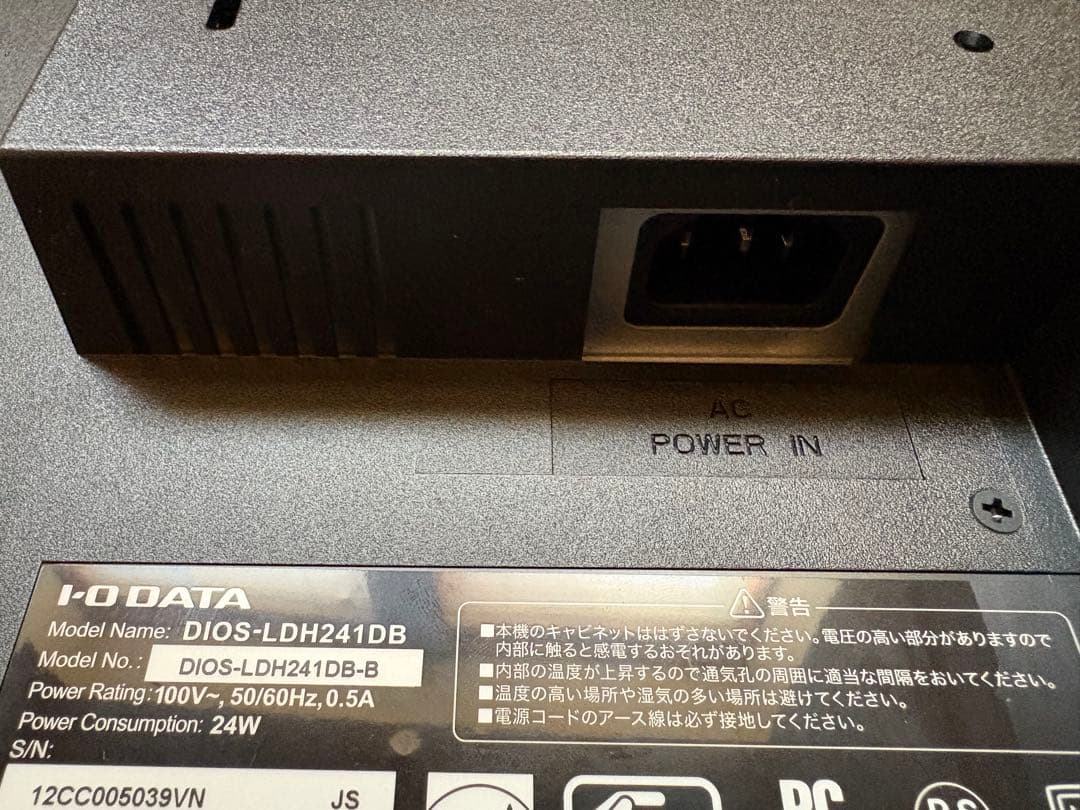 AC
POWER IN
I-O DATA
Model Name: DIOS-LDH241DB
Model No.: DIOS-LDH241DB-B
Power Rating: 100V~, 50/60Hz, 0.5A
Power Consumption: 24W
S/N:
12CC005039VN JS
警告
■本機のキャビネットははずさないでください。電圧の高い部分がありますので
内部に触ると感電するおそれがあります。
■内部の温度が上昇するので通気孔の周囲に適当な間隔をおいてください。
■温度の高い場所や湿気の多い場所は避けてください。
■電源コードのアース線は必ず接地してください。
PC